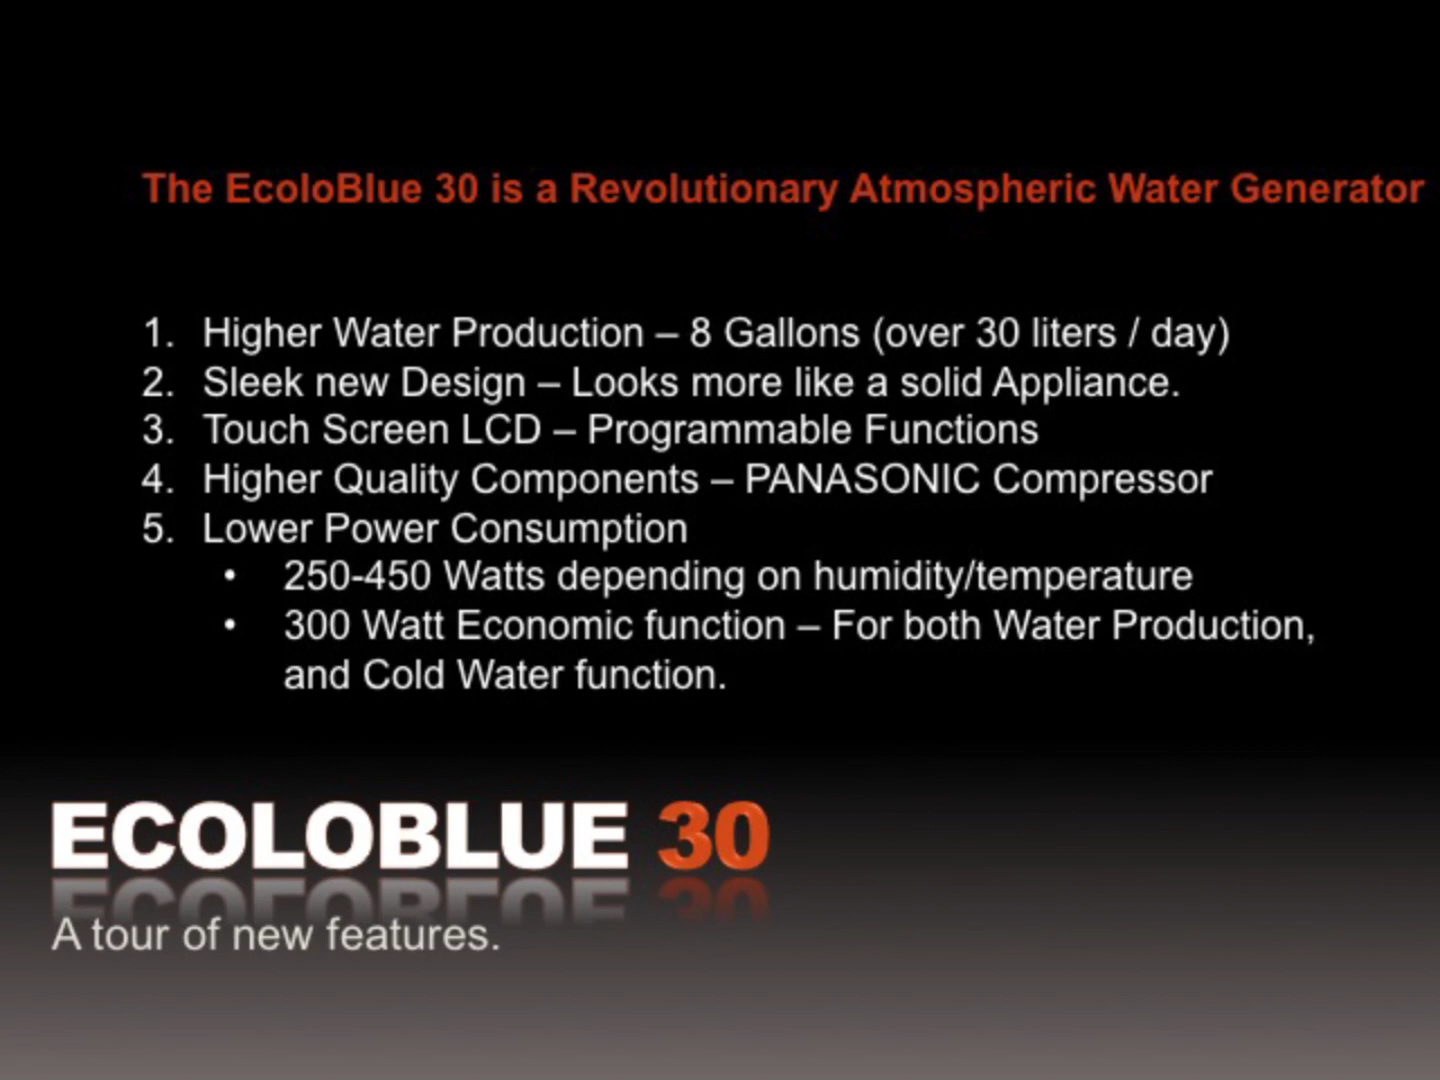 The EcoloBlue 30 is a Revolutionary Atmospheric Water Generator
1. Higher Water Production – 8 Gallons (over 30 liters / day)
2. Sleek new Design – Looks more like a solid Appliance.
3. Touch Screen LCD – Programmable Functions
4. Higher Quality Components – PANASONIC Compressor
5. Lower Power Consumption
• 250-450 Watts depending on humidity/temperature
• 300 Watt Economic function – For both Water Production,
and Cold Water function.
ECOLOBLUE 30
A tour of new features.